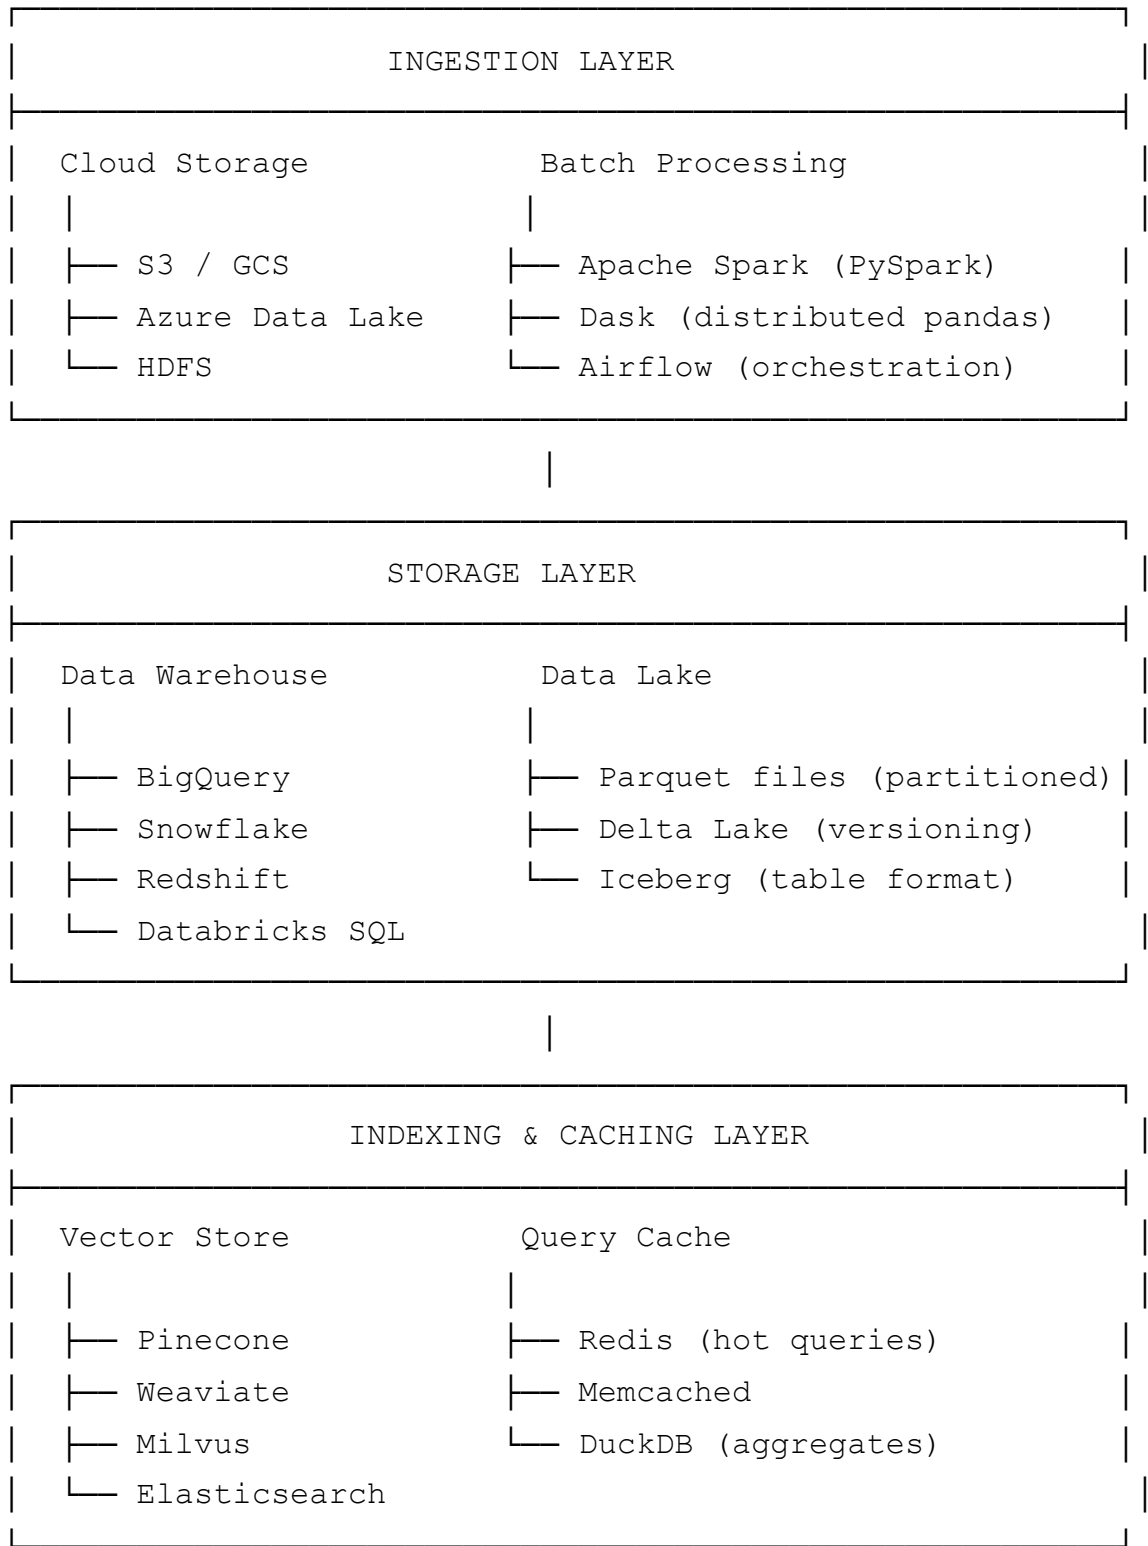 INGESTION LAYER
Cloud Storage Batch Processing
S3 / GCS Apache Spark (PySpark)
Azure Data Lake Dask (distributed pandas)
HDFS Airflow (orchestration)
STORAGE LAYER
Data Warehouse Data Lake
BigQuery Parquet files (partitioned)
Snowflake Delta Lake (versioning)
Redshift Iceberg (table format)
Databricks SQL
INDEXING & CACHING LAYER
Vector Store Query Cache
Pinecone Redis (hot queries)
Weaviate Memcached
Milvus DuckDB (aggregates)
Elasticsearch